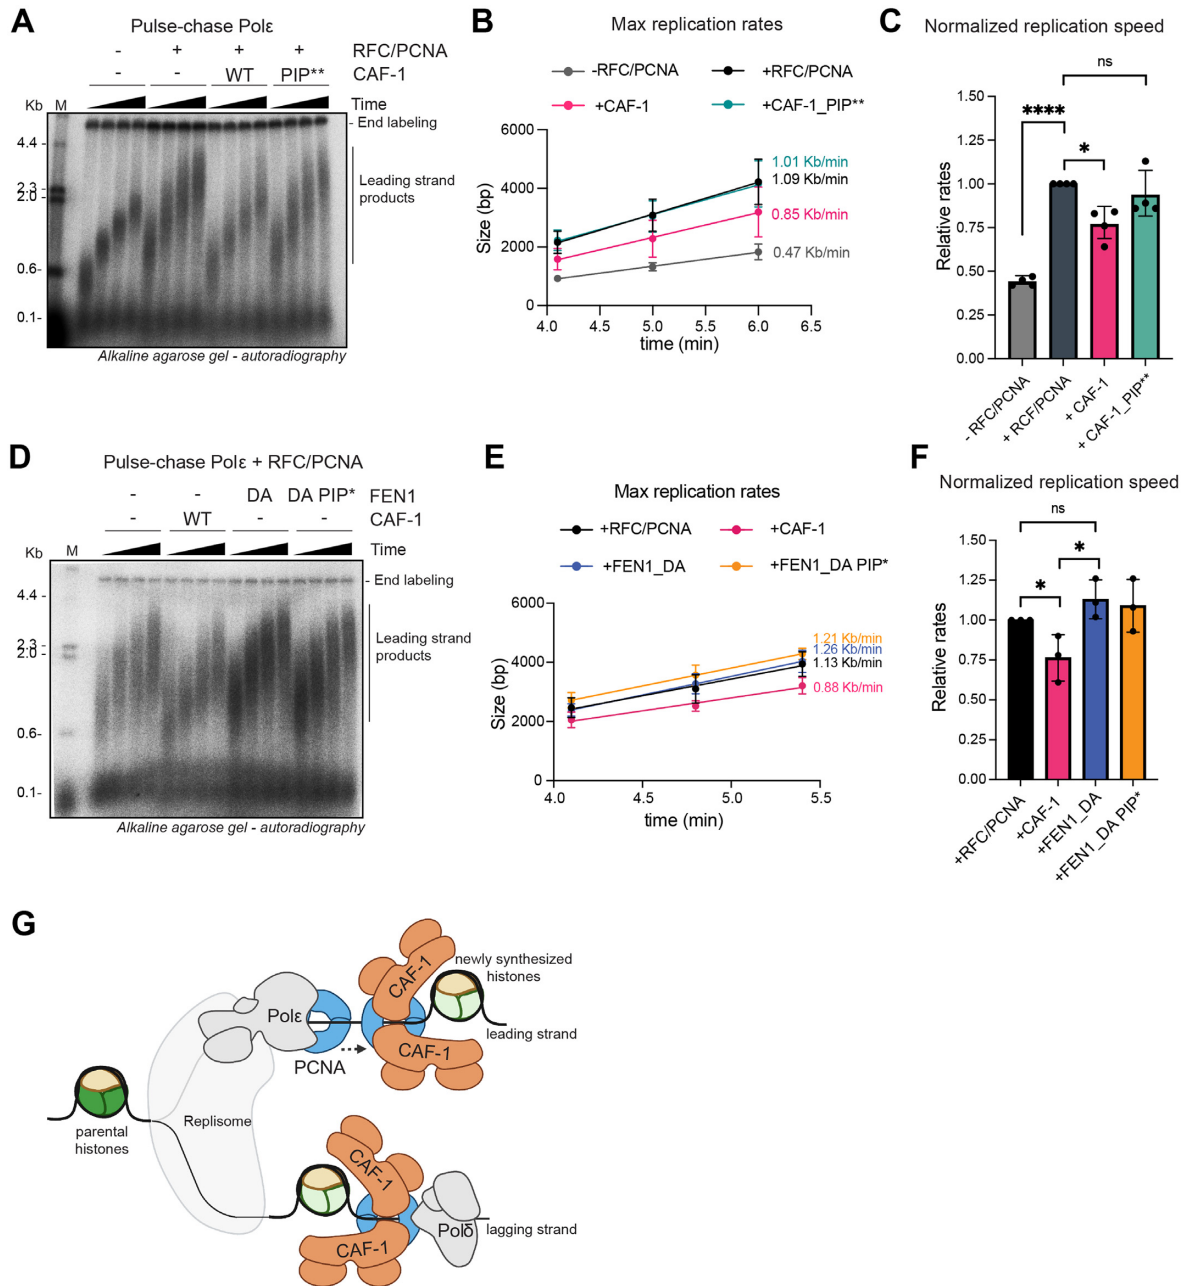 A
Pulse-chase Polε
- + + + RFC/PCNA
- - WT PIP** CAF-1
Kb M Time
End labeling
4.4
2.3
2.0
Leading strand
products
0.6
0.1
Alkaline agarose gel - autoradiography
B
Max replication rates
-RFC/PCNA +RFC/PCNA
+CAF-1 +CAF-1_PIP**
6000
4000
2000
0
Size (bp)
1.01 Kb/min
1.09 Kb/min
0.85 Kb/min
0.47 Kb/min
4.0 4.5 5.0 5.5 6.0 6.5
time (min)
C
Normalized replication speed
ns
****
*
1.50
1.25
1.00
0.75
0.50
0.25
0.00
Relative rates
- RFC/PCNA
+ RCF/PCNA
+ CAF-1
+ CAF-1_PIP**
D
Pulse-chase Polε + RFC/PCNA
- - DA DA PIP* FEN1
- WT - - CAF-1
Kb M Time
End labeling
4.4
2.3
2.0
Leading strand
products
0.6
0.1
Alkaline agarose gel - autoradiography
E
Max replication rates
+RFC/PCNA +CAF-1
+FEN1_DA +FEN1_DA PIP*
6000
4000
2000
0
Size (bp)
1.21 Kb/min
1.26 Kb/min
1.13 Kb/min
0.88 Kb/min
4.0 4.5 5.0 5.5
time (min)
F
Normalized replication speed
ns
*
*
1.50
1.25
1.00
0.75
0.50
0.25
0.00
Relative rates
+RFC/PCNA
+CAF-1
+FEN1_DA
+FEN1_DA PIP*
G
CAF-1
newly synthesized
histones
Polε
leading strand
CAF-1
PCNA
Replisome
parental
histones
CAF-1
Polδ
lagging strand
CAF-1